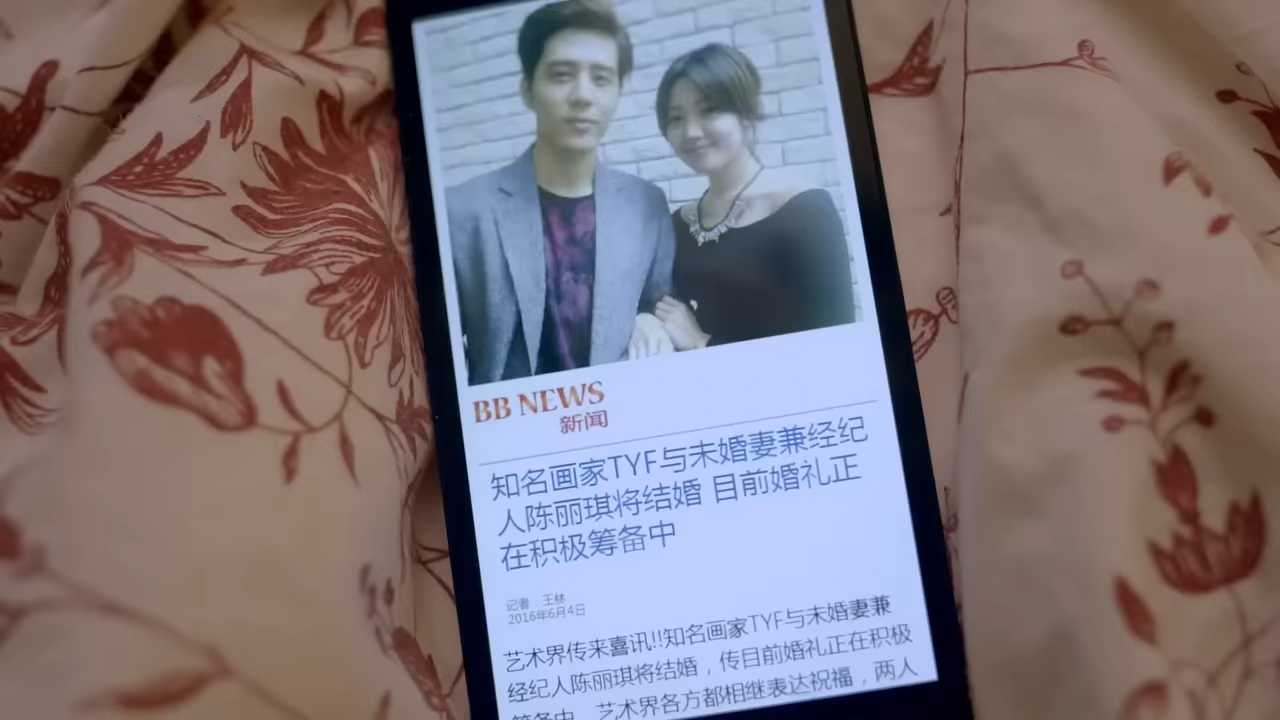 BB NEWS
新闻
知名画家TYF与未婚妻兼经纪
人陈丽琪将结婚 目前婚礼正
在积极筹备中
记者 王林
2016年6月4日
艺术界传来喜讯!!知名画家TYF与未婚妻兼
经纪人陈丽琪将结婚，传目前婚礼正在积极
筹备中，艺术界各方都相继表达祝福，两人